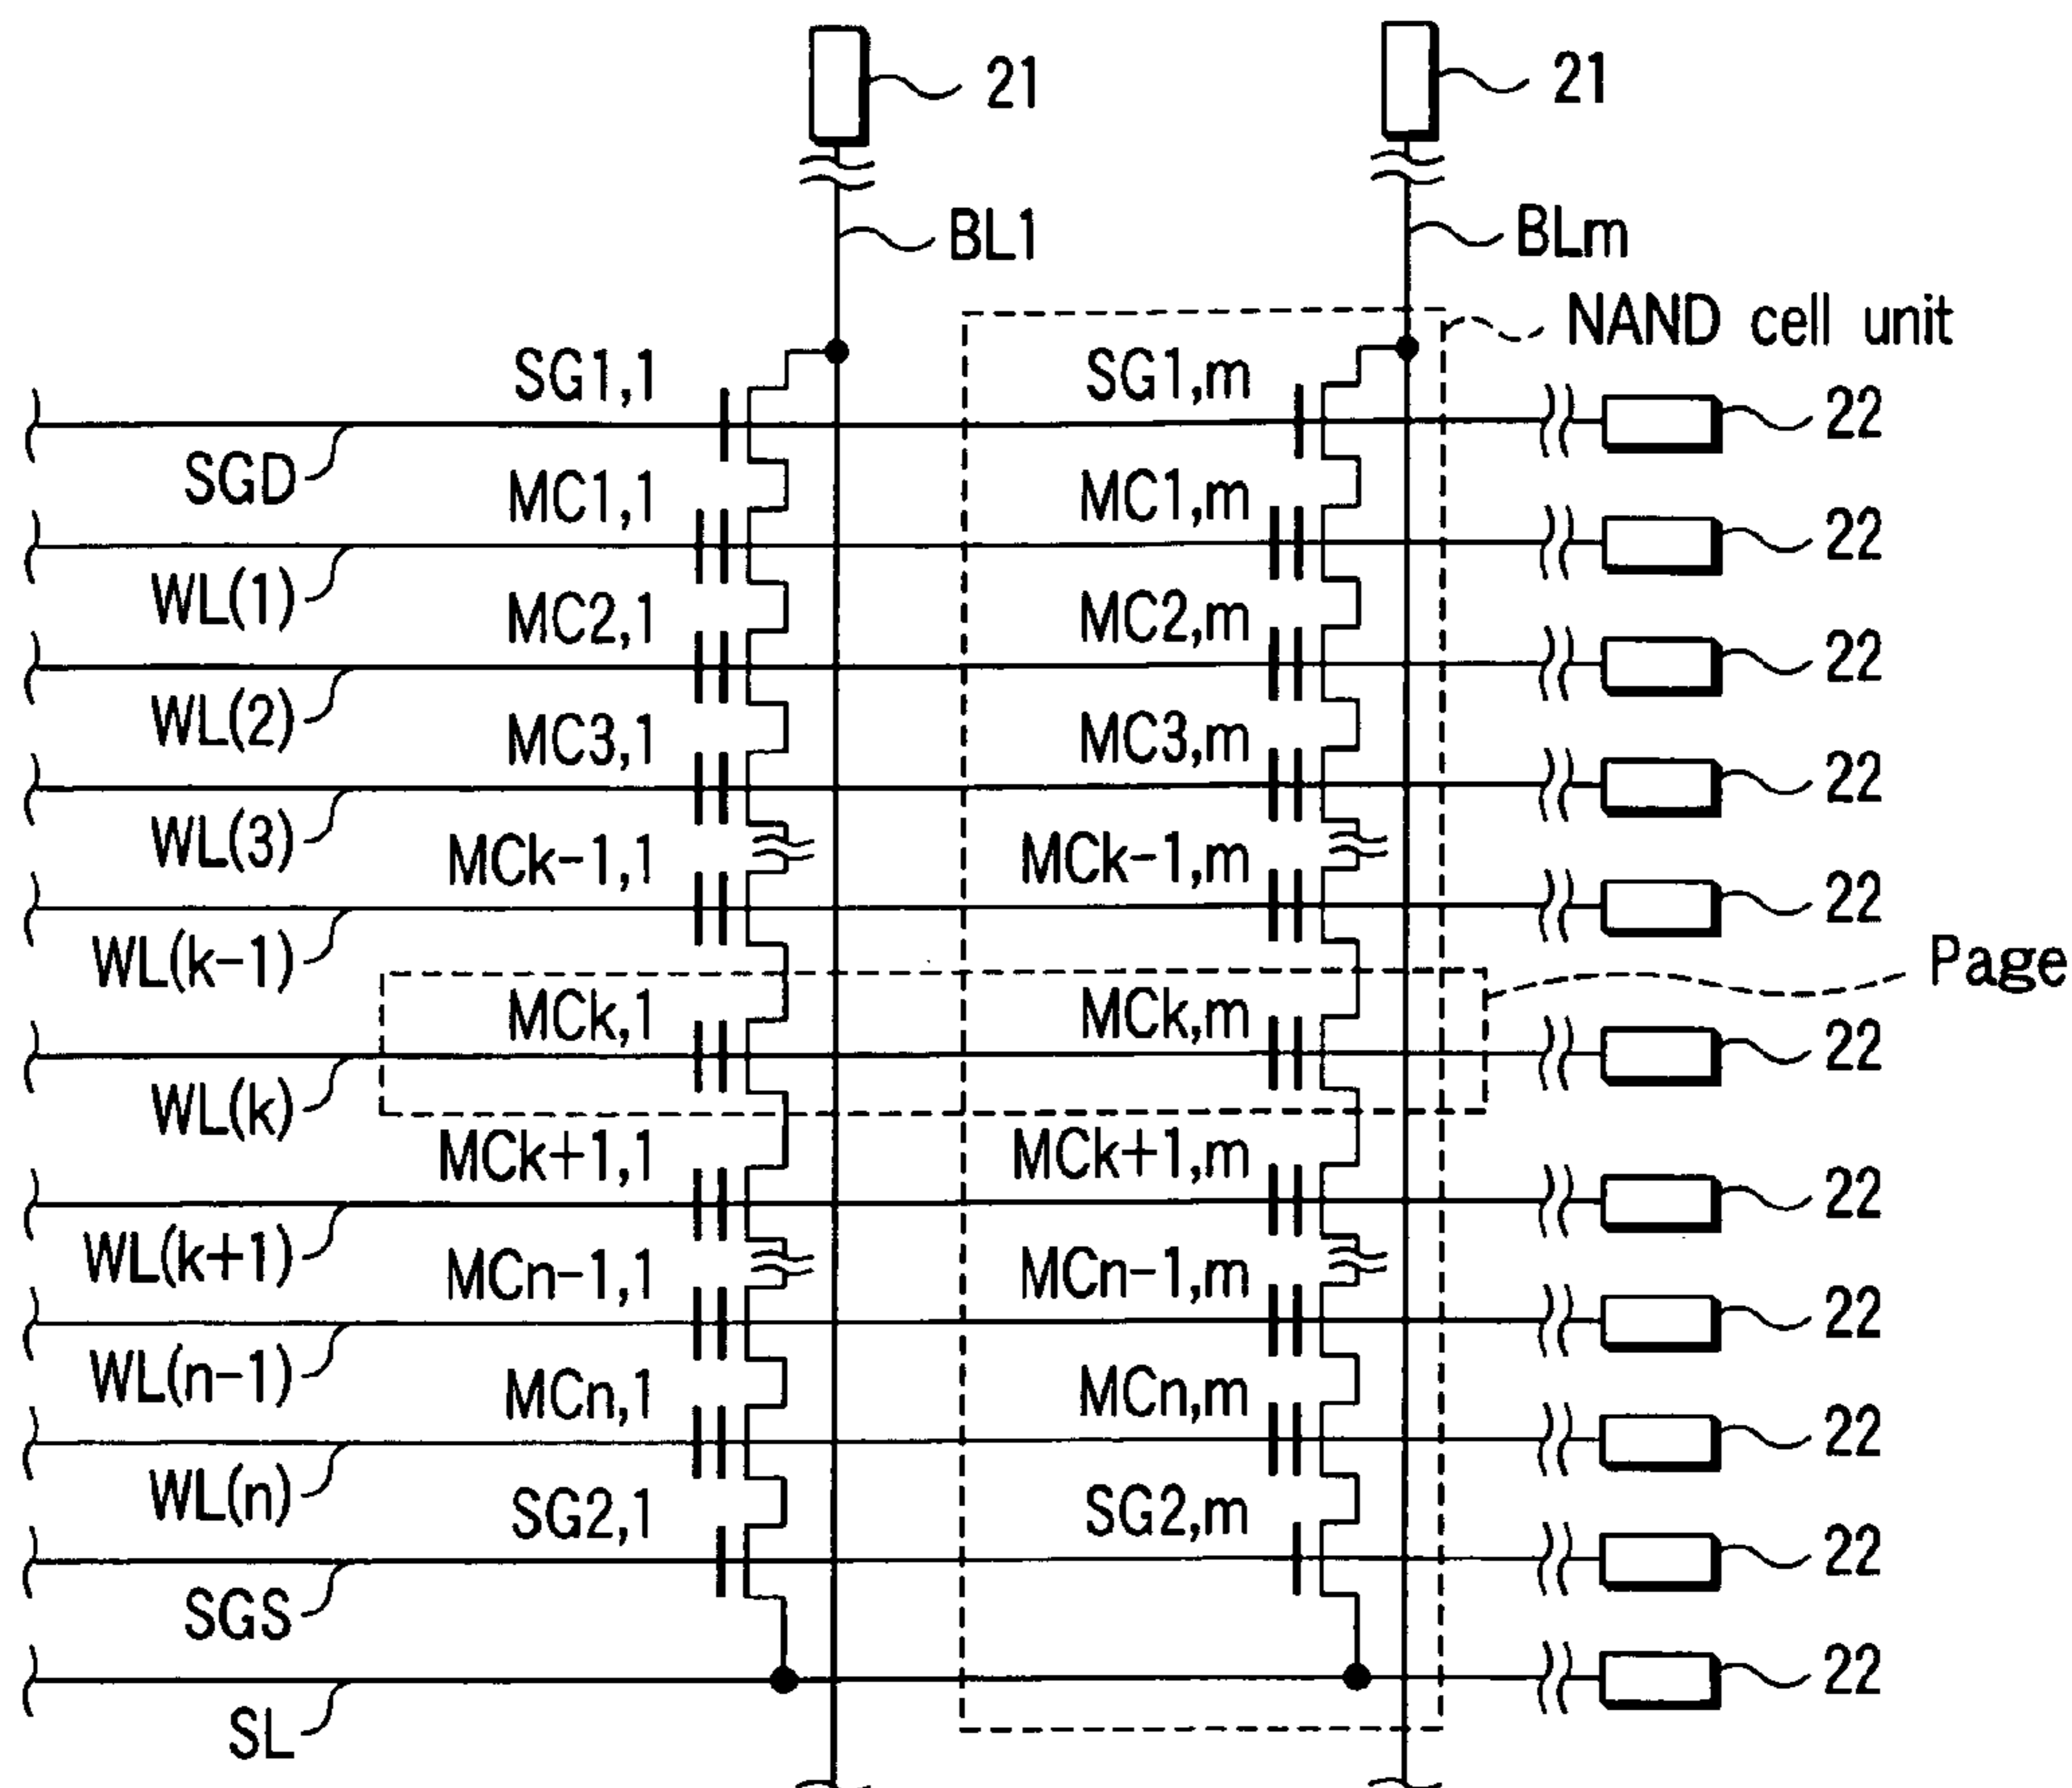 21 21
BL1 BLm
NAND cell unit
SG1,1 SG1,m 22
SGD
MC1,1 MC1,m 22
WL(1)
MC2,1 MC2,m 22
WL(2)
MC3,1 MC3,m 22
WL(3)
MCk-1,1 MCk-1,m 22
WL(k-1) Page
MCk,1 MCk,m 22
WL(k)
MCk+1,1 MCk+1,m 22
WL(k+1)
MCn-1,1 MCn-1,m 22
WL(n-1)
MCn,1 MCn,m 22
WL(n)
SG2,1 SG2,m 22
SGS
22
SL